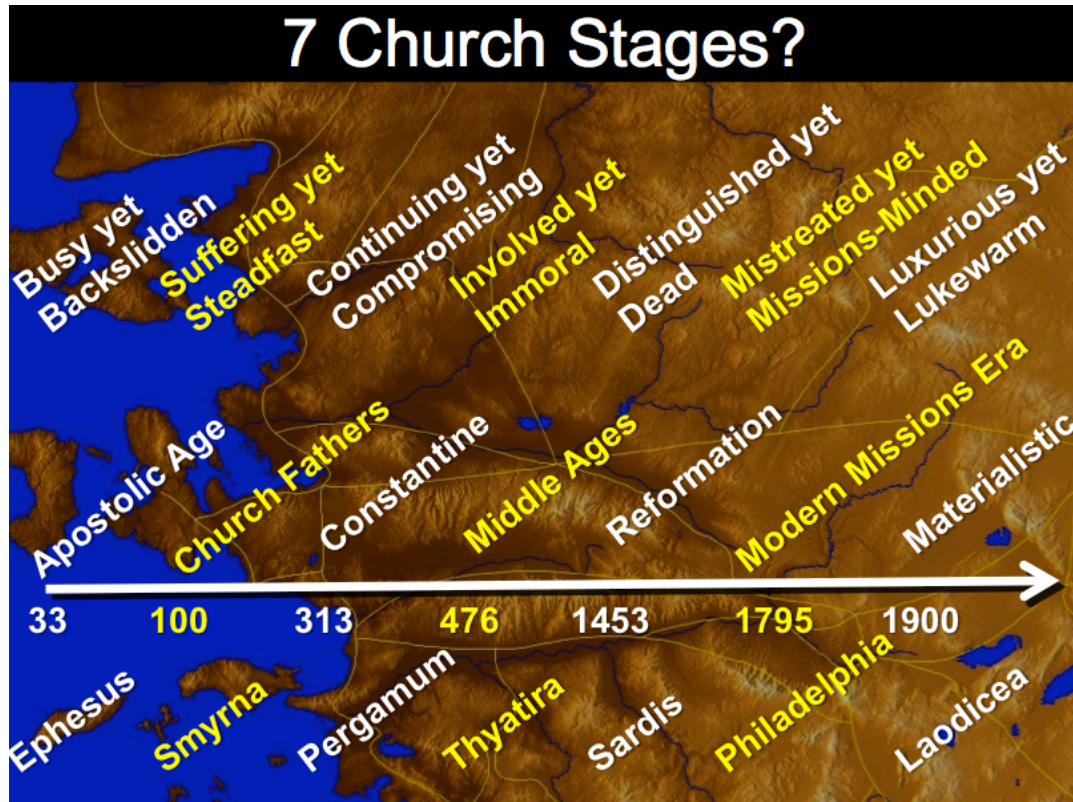 7 Church Stages?
Busy yet
Backslidden
Suffering yet
Steadfast
Continuing yet
Compromising
Involved yet
Immoral
Distinguished yet
Dead
Mistreated yet
Missions-Minded
Luxurious yet
Lukewarm
Apostolic Age
Church Fathers
Constantine
Middle Ages
Reformation
Modern Missions Era
Materialistic
33 100 313 476 1453 1795 1900
Ephesus
Smyrna
Pergamum
Thyatira
Sardis
Philadelphia
Laodicea